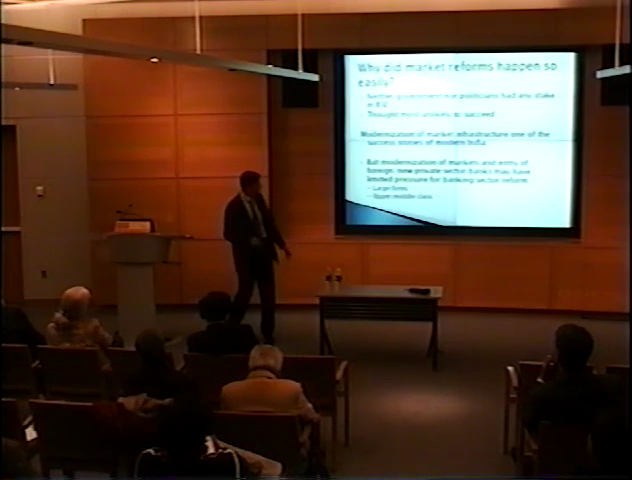 Why did market reforms happen so
easily?
Neither government nor politicians had any stake
in it
Thought most unlikely to succeed
Modernization of market infrastructure one of the
success stories of modern India
- But modernization of markets and entry of
foreign, new private sector banks may have
limited pressure for banking sector reform
- Large firms
- Upper middle class